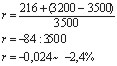 r = 216 + (3200 − 3500) / 3500
r = −84 : 3500
r = −0,024 ~ −2,4%